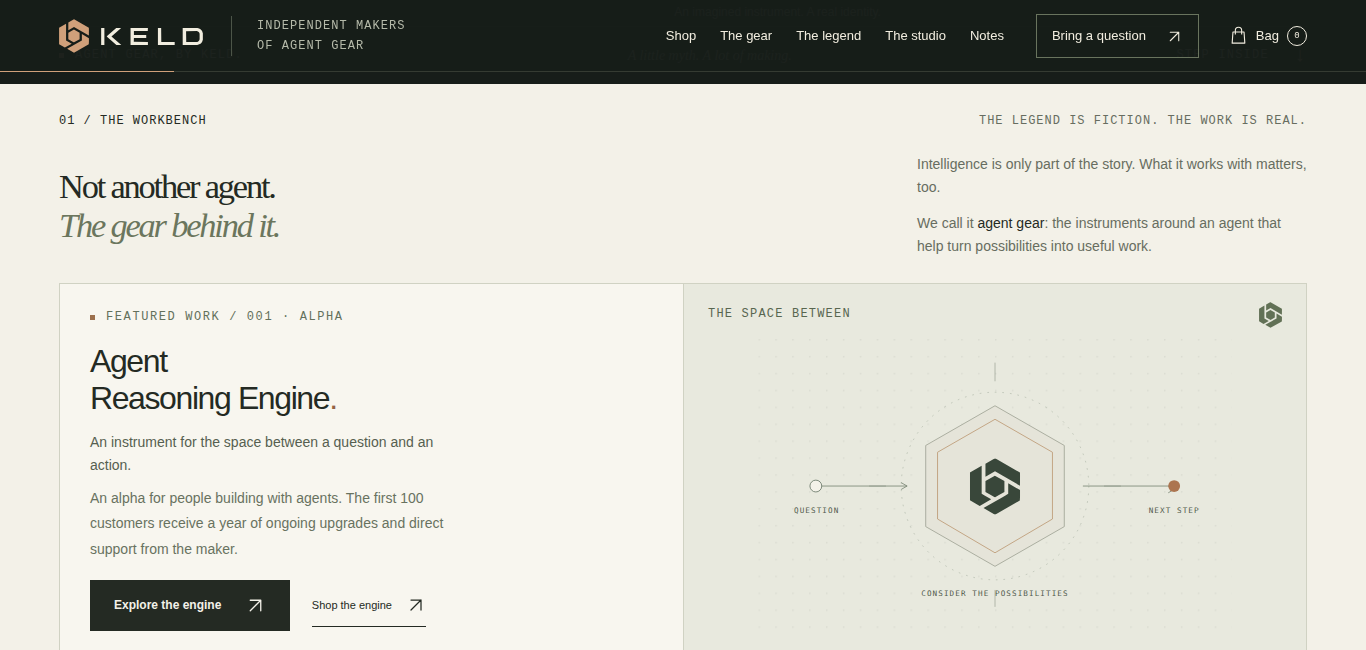 KELD
INDEPENDENT MAKERS
OF AGENT GEAR
Shop
The gear
The legend
The studio
Notes
Bring a question
Bag
0
01 / THE WORKBENCH
THE LEGEND IS FICTION. THE WORK IS REAL.
Not another agent.
The gear behind it.
Intelligence is only part of the story. What it works with matters,
too.
We call it agent gear: the instruments around an agent that
help turn possibilities into useful work.
FEATURED WORK / 001 · ALPHA
Agent
Reasoning Engine.
An instrument for the space between a question and an
action.
An alpha for people building with agents. The first 100
customers receive a year of ongoing upgrades and direct
support from the maker.
Explore the engine
Shop the engine
THE SPACE BETWEEN
QUESTION
NEXT STEP
CONSIDER THE POSSIBILITIES